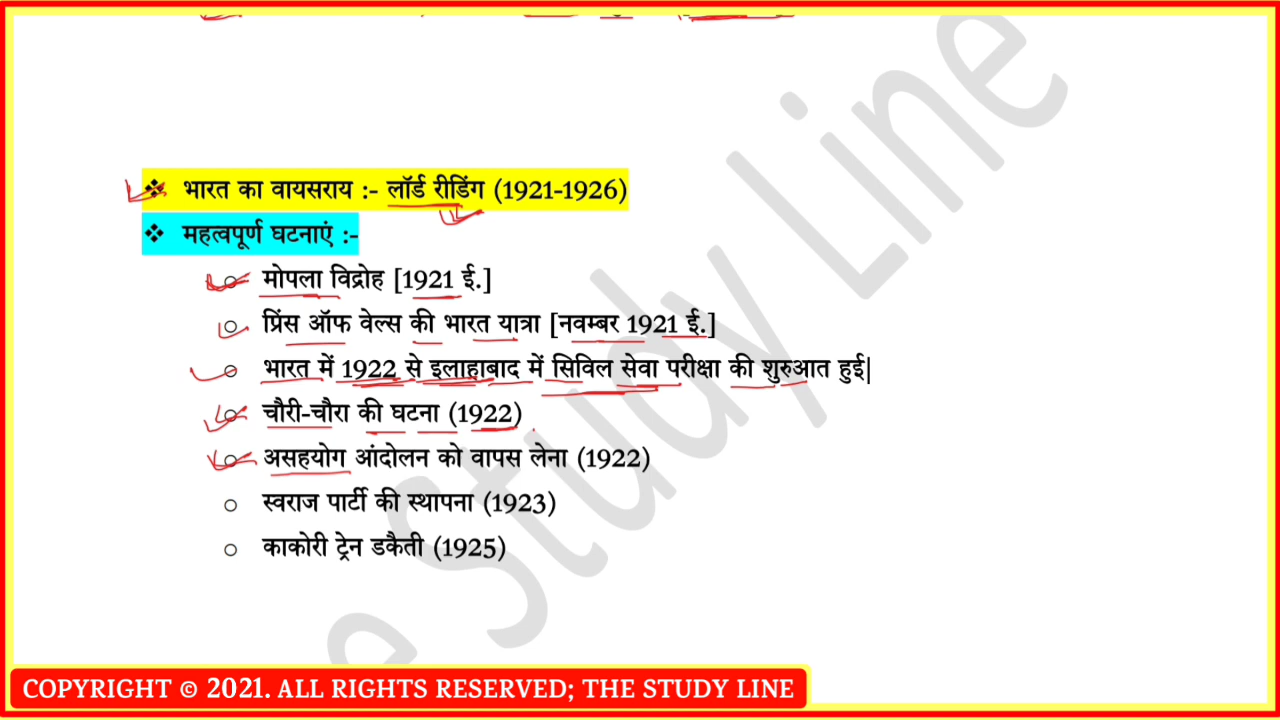 भारत का वायसराय :- लॉर्ड रीडिंग (1921-1926)
महत्वपूर्ण घटनाएं :-
मोपला विद्रोह [1921 ई.]
प्रिंस ऑफ वेल्स की भारत यात्रा [नवम्बर 1921 ई.]
भारत में 1922 से इलाहाबाद में सिविल सेवा परीक्षा की शुरुआत हुई|
चौरी-चौरा की घटना (1922)
असहयोग आंदोलन को वापस लेना (1922)
स्वराज पार्टी की स्थापना (1923)
काकोरी ट्रेन डकैती (1925)
e Study Line
COPYRIGHT © 2021. ALL RIGHTS RESERVED; THE STUDY LINE